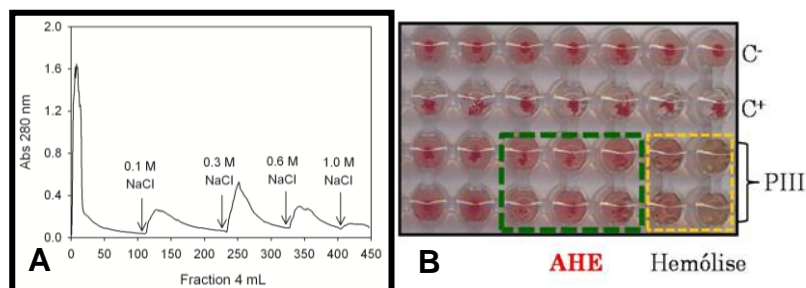 2.0
1.6
1.2
0.8
0.4
0.0
Abs 280 nm
0.1 M
NaCl
0.3 M
NaCl
0.6 M
NaCl
1.0 M
NaCl
0 50 100 150 200 250 300 350 400 450
Fraction 4 mL
A
C-
C+
PIII
B
AHE
Hemólise